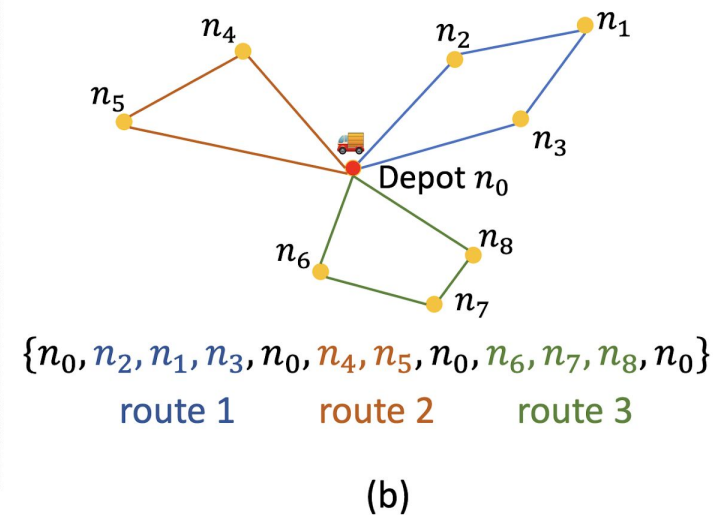 n₄
n₂
n₁
n₅
n₃
Depot n₀
n₆
n₈
n₇
{n₀, n₂, n₁, n₃, n₀, n₄, n₅, n₀, n₆, n₇, n₈, n₀}
route 1 route 2 route 3
(b)